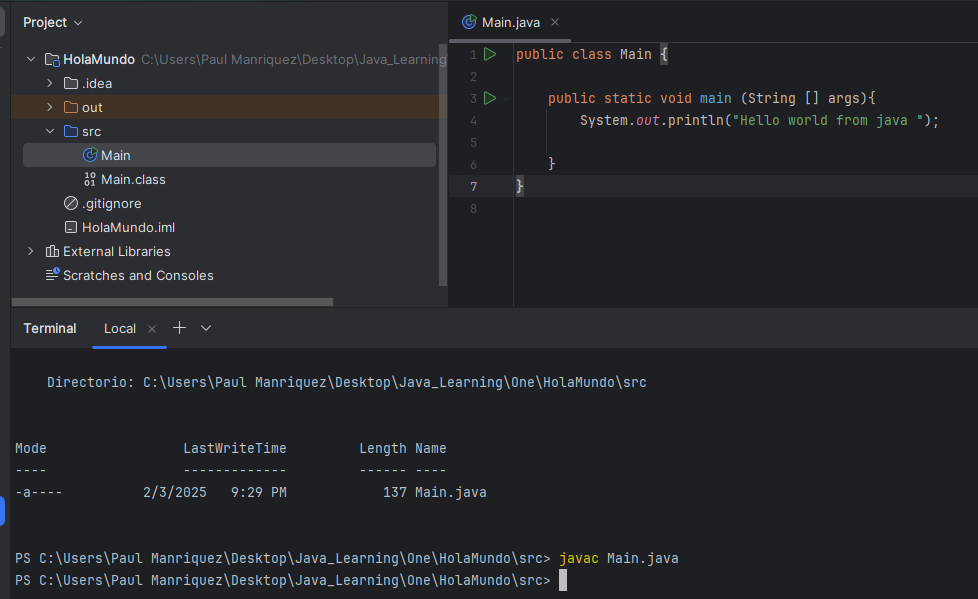 Project
Main.java
HolaMundo C:\Users\Paul Manriquez\Desktop\Java_Learning
.idea
out
src
Main
Main.class
.gitignore
HolaMundo.iml
External Libraries
Scratches and Consoles
1 public class Main {
2
3 public static void main (String [] args){
4 System.out.println("Hello world from java ");
5
6 }
7 }
8
Terminal Local
Directorio: C:\Users\Paul Manriquez\Desktop\Java_Learning\One\HolaMundo\src
Mode LastWriteTime Length Name
---- ------------- ------ ----
-a---- 2/3/2025 9:29 PM 137 Main.java
PS C:\Users\Paul Manriquez\Desktop\Java_Learning\One\HolaMundo\src> javac Main.java
PS C:\Users\Paul Manriquez\Desktop\Java_Learning\One\HolaMundo\src>